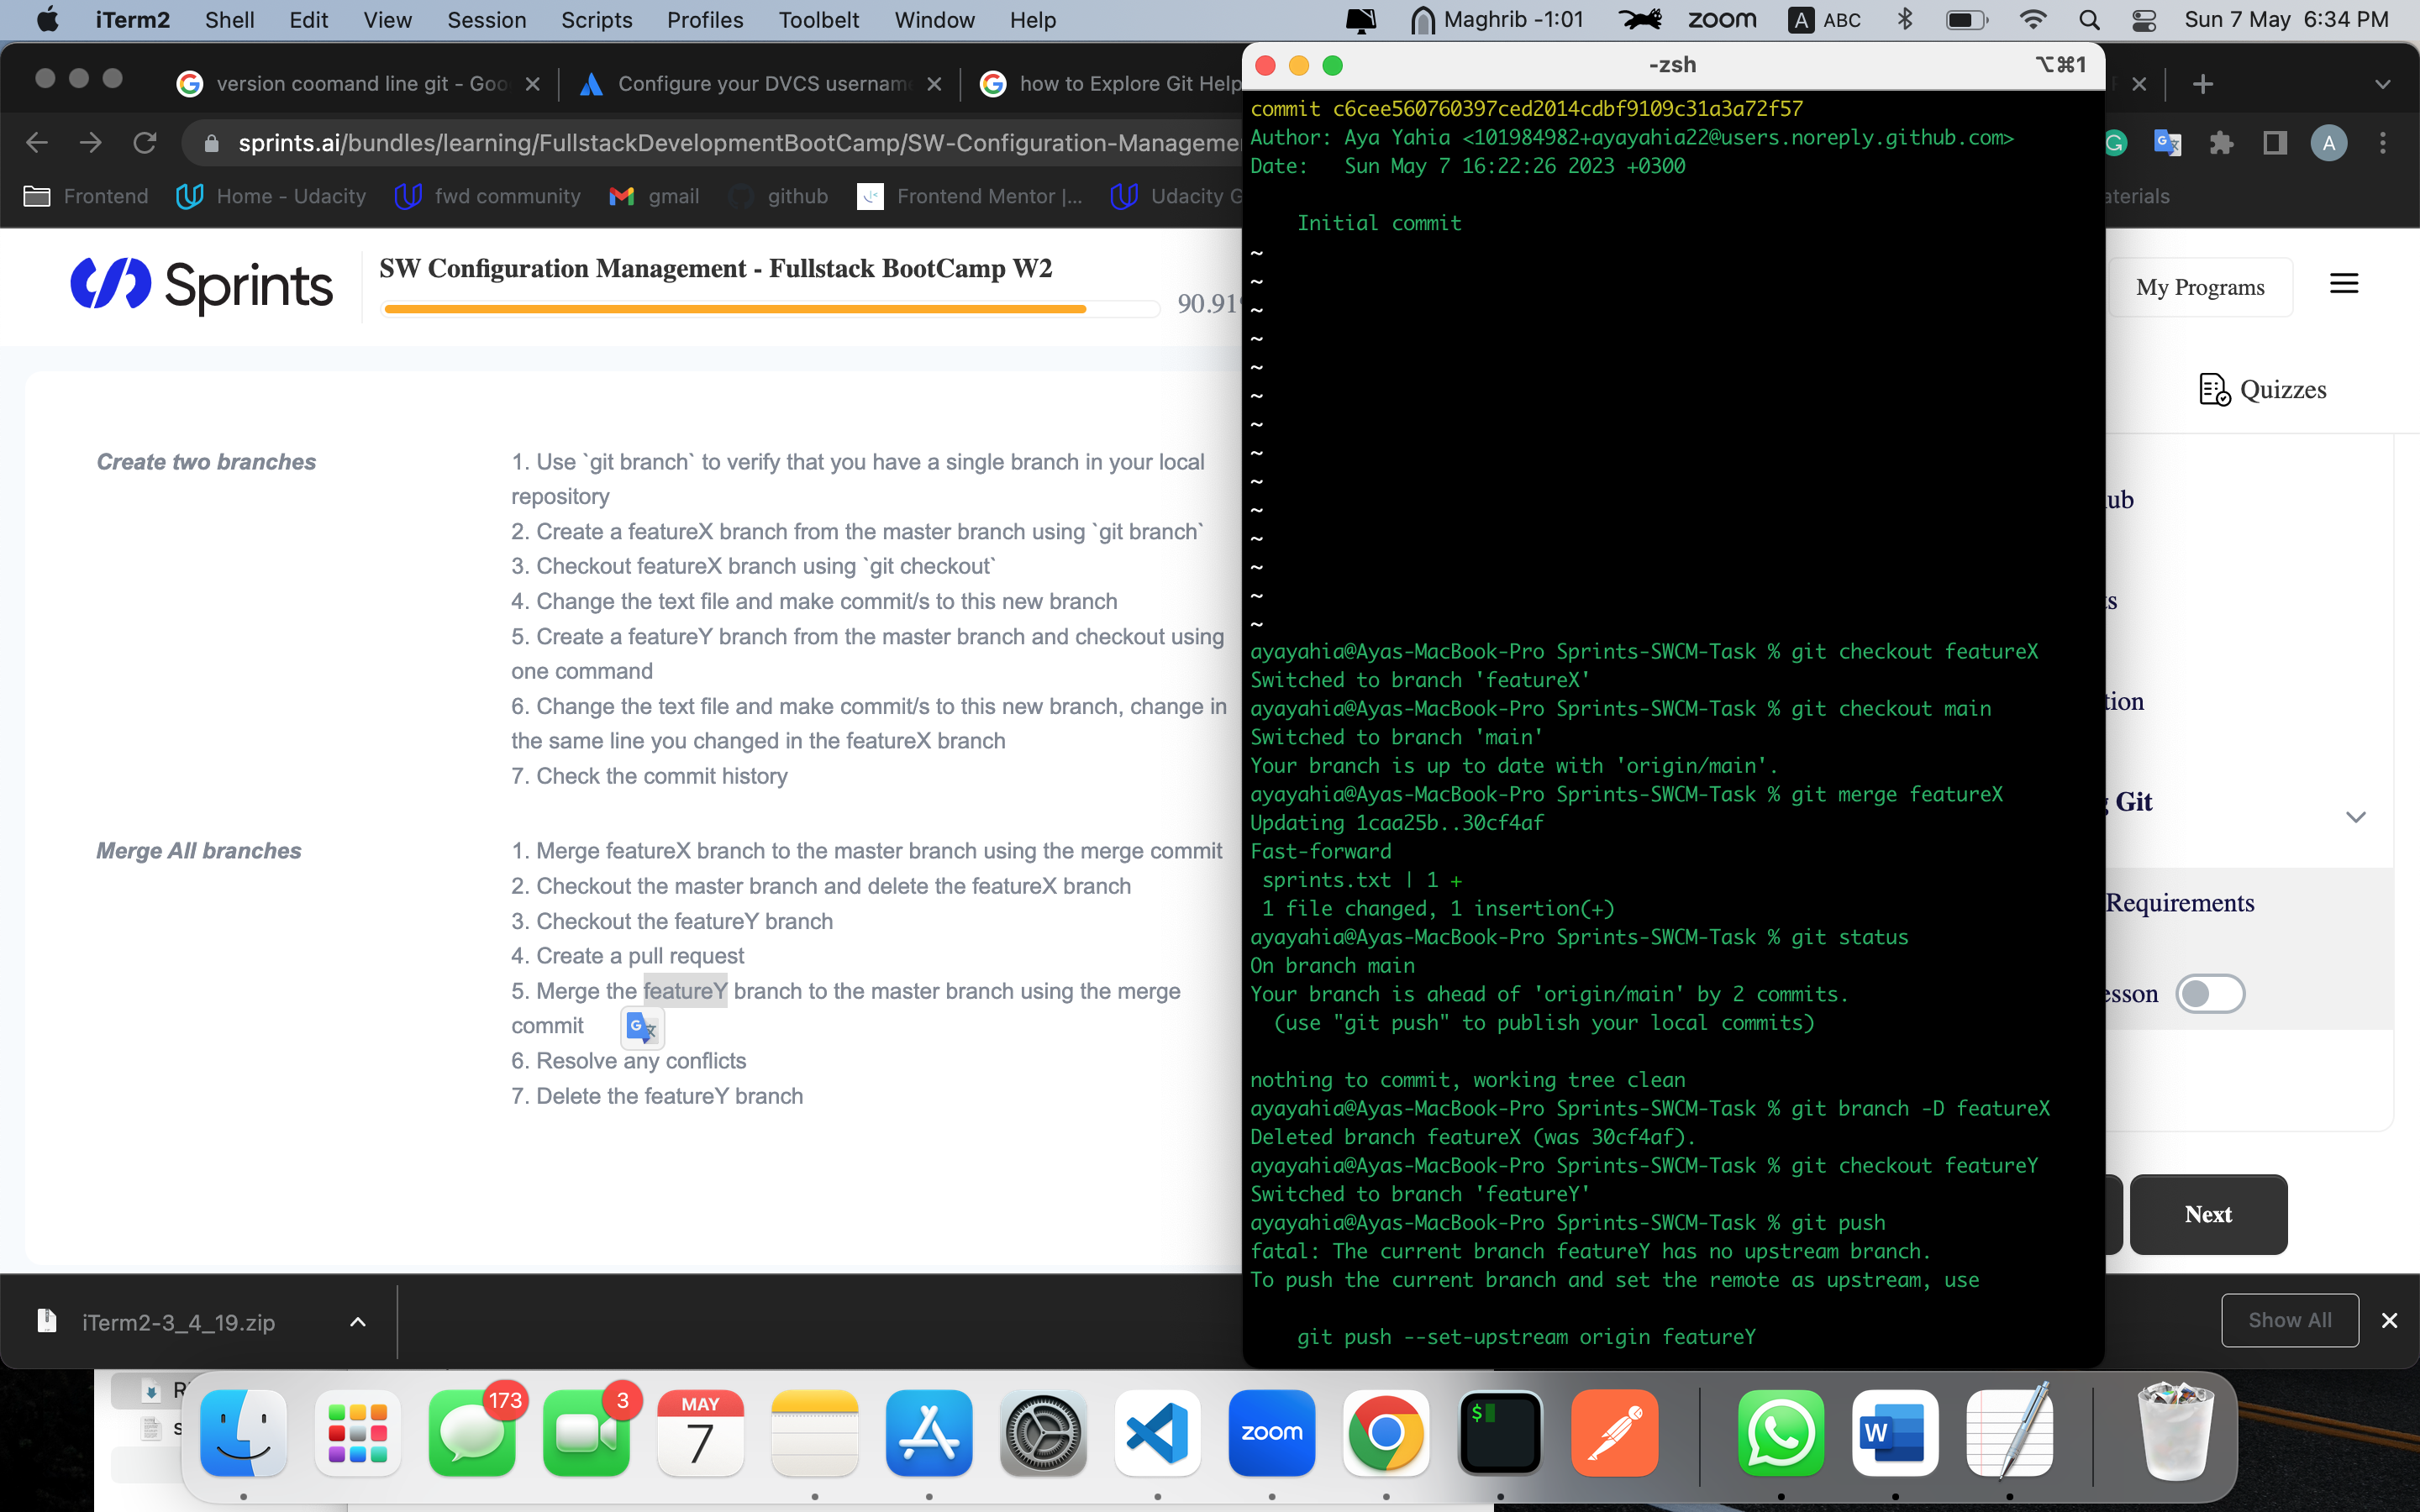 iTerm2 Shell Edit View Session Scripts Profiles Toolbelt Window Help Maghrib -1:01 zoom A ABC Sun 7 May 6:34 PM
version coomand line git - Goo Configure your DVCS usernam how to Explore Git Help
sprints.ai/bundles/learning/FullstackDevelopmentBootCamp/SW-Configuration-Manageme A
Frontend Home - Udacity fwd community gmail github Frontend Mentor |... Udacity G aterials
Sprints
SW Configuration Management - Fullstack BootCamp W2
90.91
My Programs
Quizzes
Create two branches
1. Use `git branch` to verify that you have a single branch in your local
repository
2. Create a featureX branch from the master branch using `git branch`
3. Checkout featureX branch using `git checkout`
4. Change the text file and make commit/s to this new branch
5. Create a featureY branch from the master branch and checkout using
one command
6. Change the text file and make commit/s to this new branch, change in
the same line you changed in the featureX branch
7. Check the commit history
Merge All branches
1. Merge featureX branch to the master branch using the merge commit
2. Checkout the master branch and delete the featureX branch
3. Checkout the featureY branch
4. Create a pull request
5. Merge the featureY branch to the master branch using the merge
commit
6. Resolve any conflicts
7. Delete the featureY branch
-zsh ⌥⌘1
commit c6cee560760397ced2014cdbf9109c31a3a72f57
Author: Aya Yahia <101984982+ayayahia22@users.noreply.github.com>
Date: Sun May 7 16:22:26 2023 +0300
Initial commit
~
~
~
~
~
~
~
~
~
~
~
~
~
~
ayayahia@Ayas-MacBook-Pro Sprints-SWCM-Task % git checkout featureX
Switched to branch 'featureX'
ayayahia@Ayas-MacBook-Pro Sprints-SWCM-Task % git checkout main
Switched to branch 'main'
Your branch is up to date with 'origin/main'.
ayayahia@Ayas-MacBook-Pro Sprints-SWCM-Task % git merge featureX
Updating 1caa25b..30cf4af
Fast-forward
sprints.txt | 1 +
1 file changed, 1 insertion(+)
ayayahia@Ayas-MacBook-Pro Sprints-SWCM-Task % git status
On branch main
Your branch is ahead of 'origin/main' by 2 commits.
(use "git push" to publish your local commits)
nothing to commit, working tree clean
ayayahia@Ayas-MacBook-Pro Sprints-SWCM-Task % git branch -D featureX
Deleted branch featureX (was 30cf4af).
ayayahia@Ayas-MacBook-Pro Sprints-SWCM-Task % git checkout featureY
Switched to branch 'featureY'
ayayahia@Ayas-MacBook-Pro Sprints-SWCM-Task % git push
fatal: The current branch featureY has no upstream branch.
To push the current branch and set the remote as upstream, use
git push --set-upstream origin featureY
ub
ts
tion
Git
Requirements
esson
Next
iTerm2-3_4_19.zip
Show All
173
3
MAY
7
zoom
$
W